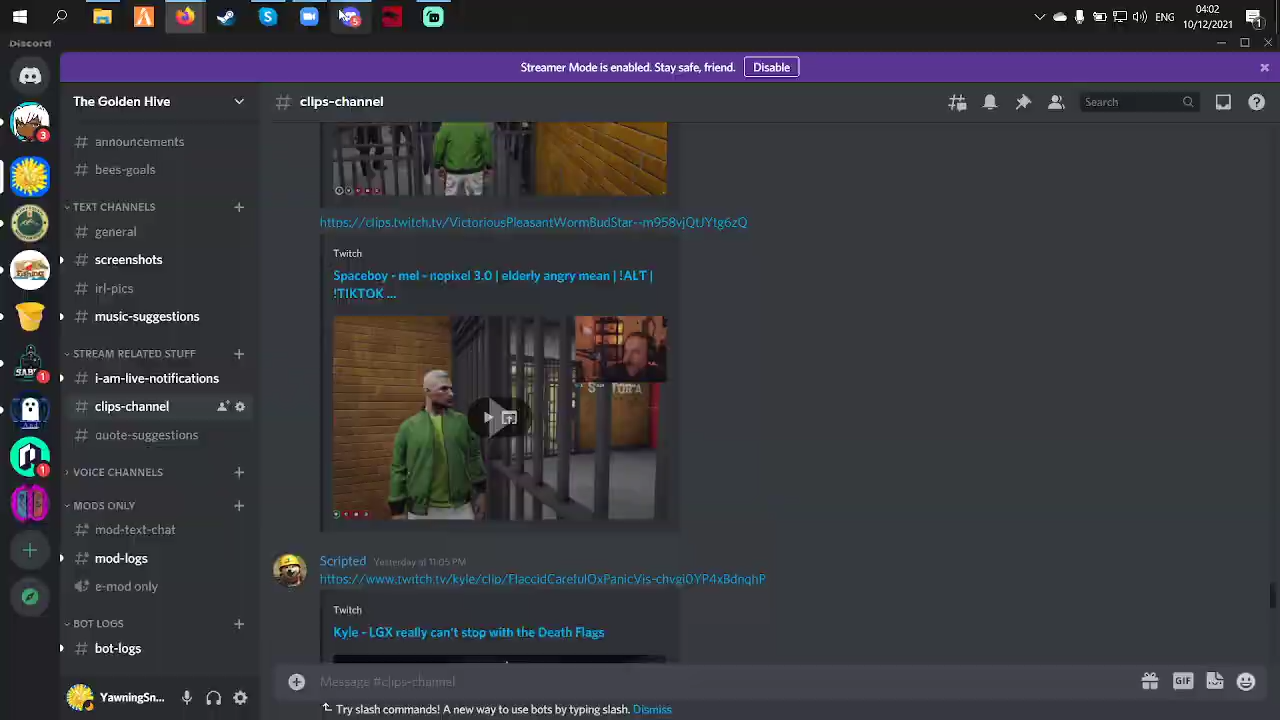 04:02
ENG
10/12/2021
1
5
Discord
Streamer Mode is enabled. Stay safe, friend.
Disable
The Golden Hive
announcements
bees-goals
TEXT CHANNELS
general
screenshots
irl-pics
music-suggestions
STREAM RELATED STUFF
i-am-live-notifications
clips-channel
quote-suggestions
VOICE CHANNELS
MODS ONLY
mod-text-chat
mod-logs
e-mod only
BOT LOGS
bot-logs
YawningSn...
3
1
1
clips-channel
Search
https://clips.twitch.tv/VictoriousPleasantWormBudStar--m958vjQtJYtg6zQ
Twitch
Spaceboy - mel - nopixel 3.0 | elderly angry mean | !ALT |
!TIKTOK ...
Scripted Yesterday at 11:05 PM
https://www.twitch.tv/kyle/clip/FlaccidCarefulOxPanicVis-chvgi0YP4xBdnqhP
Twitch
Kyle - LGX really can't stop with the Death Flags
Message #clips-channel
GIF
Try slash commands! A new way to use bots by typing slash. Dismiss